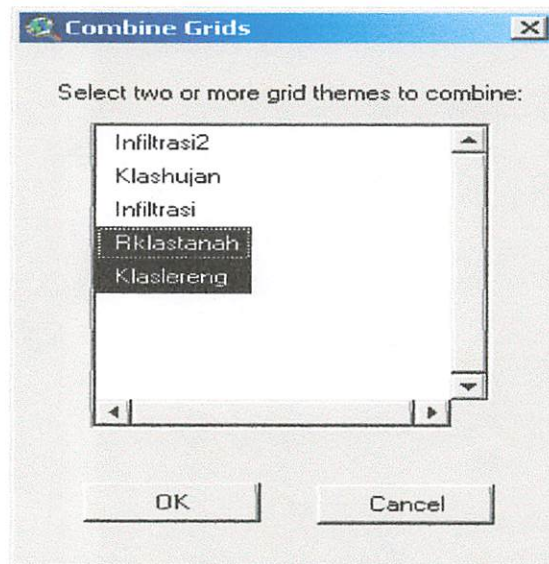 Combine Grids
Select two or more grid themes to combine:
Infiltrasi2
Klashujan
Infiltrasi
Rklastanah
Klaslereng
OK
Cancel